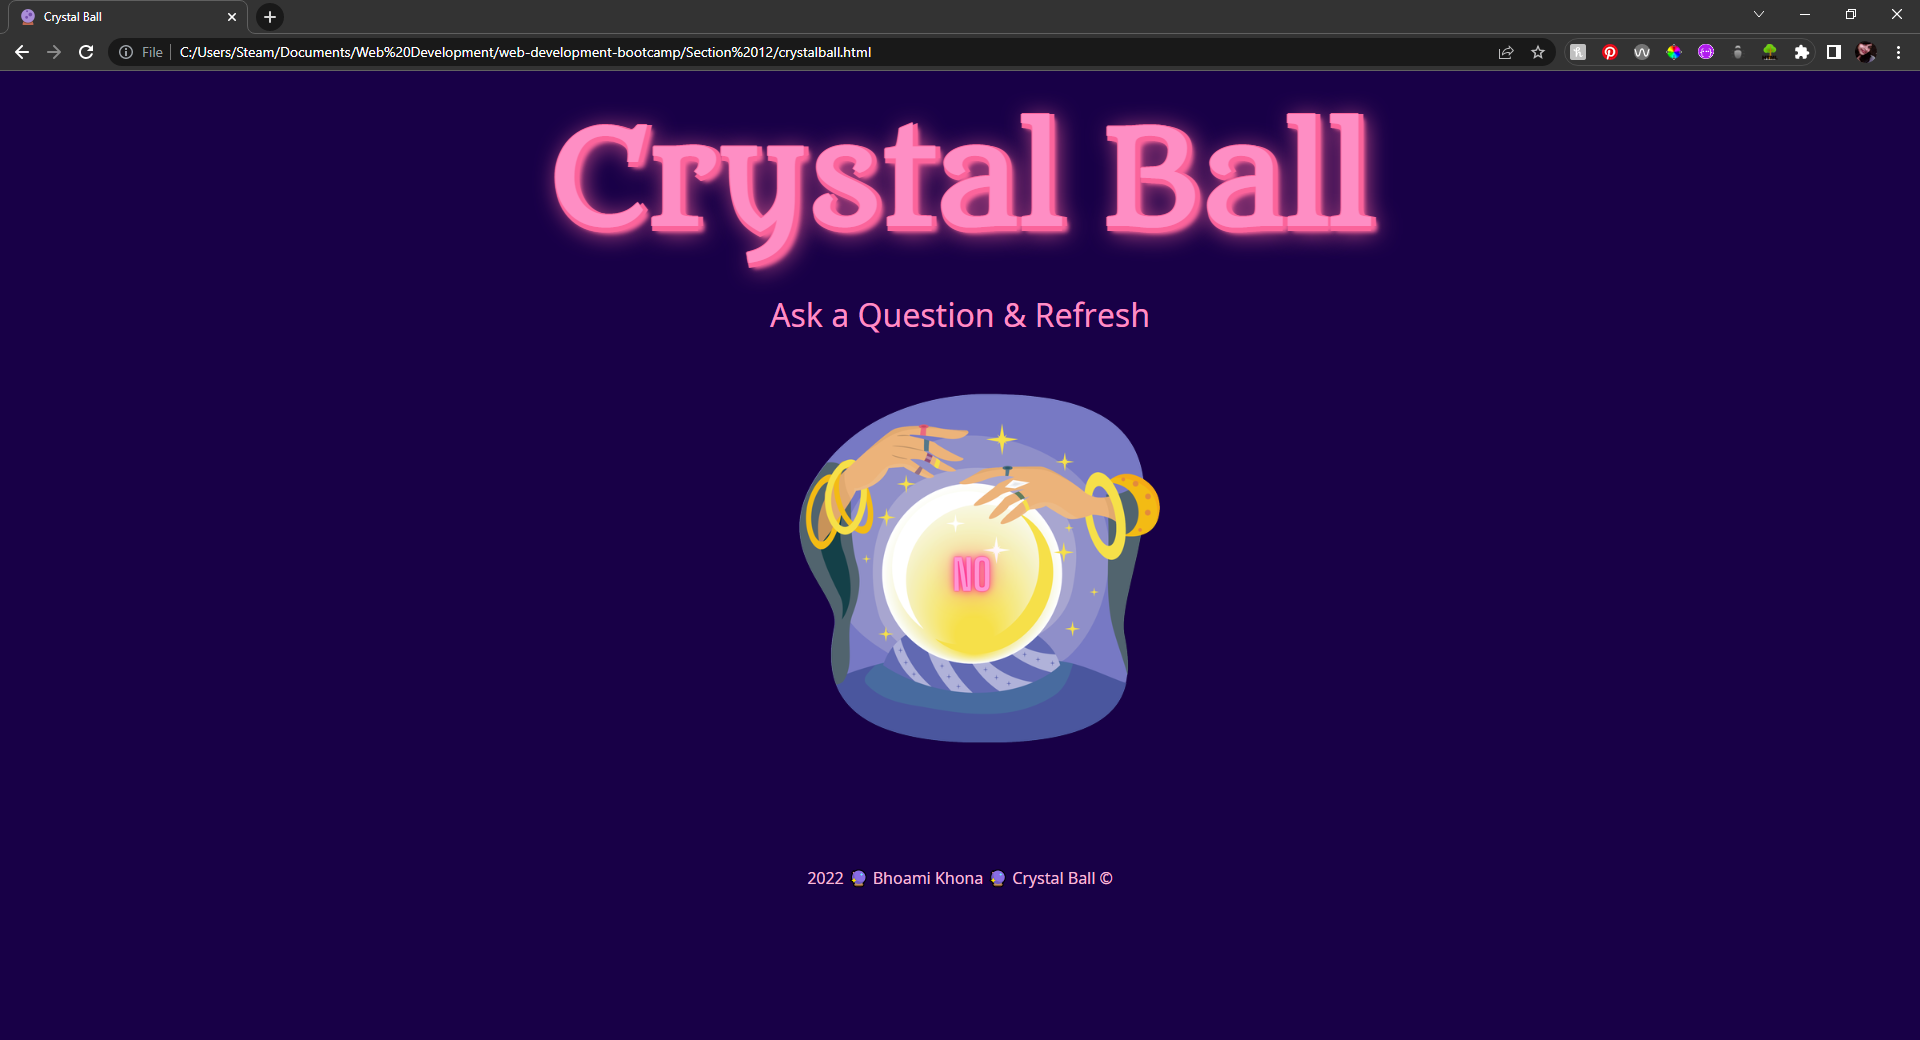 Crystal Ball
File
C:/Users/Steam/Documents/Web%20Development/web-development-bootcamp/Section%2012/crystalball.html
Crystal Ball
Ask a Question & Refresh
NO
2022 🔮 Bhoami Khona 🔮 Crystal Ball ©